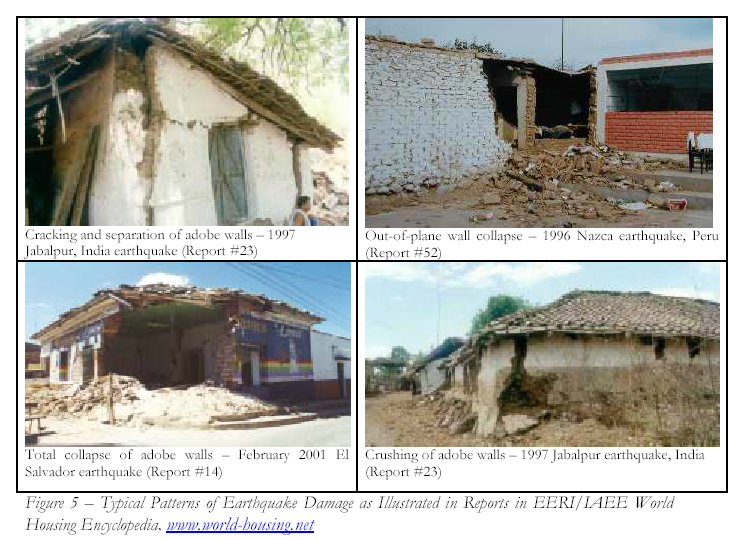 Cracking and separation of adobe walls – 1997
Jabalpur, India earthquake (Report #23)
Out-of-plane wall collapse – 1996 Nazca earthquake, Peru
(Report #52)
Total collapse of adobe walls – February 2001 El
Salvador earthquake (Report #14)
Crushing of adobe walls – 1997 Jabalpur earthquake, India
(Report #23)
Figure 5 – Typical Patterns of Earthquake Damage as Illustrated in Reports in EERI/IAEE World
Housing Encyclopedia, www.world-housing.net